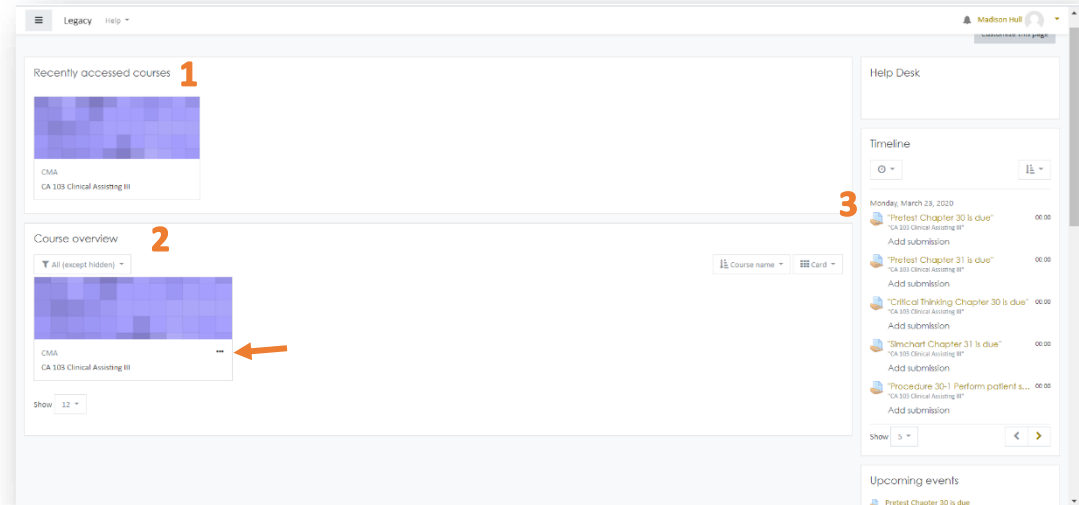 Legacy Help
Madison Hull
Customise this page
Recently accessed courses 1
CMA
CA 103 Clinical Assisting III
Course overview 2
All (except hidden)
Course name Card
CMA
CA 103 Clinical Assisting III
Show 12
Help Desk
Timeline
3
Monday, March 23, 2020
"Pretest Chapter 30 is due" 00:00
"CA 103 Clinical Assisting III"
Add submission
"Pretest Chapter 31 is due" 00:00
"CA 103 Clinical Assisting III"
Add submission
"Critical Thinking Chapter 30 is due" 00:00
"CA 103 Clinical Assisting III"
Add submission
"Simchart Chapter 31 is due" 00:00
"CA 103 Clinical Assisting III"
Add submission
"Procedure 30-1 Perform patient s... 00:00
"CA 103 Clinical Assisting III"
Add submission
Show 5
Upcoming events
Pretest Chapter 30 is due